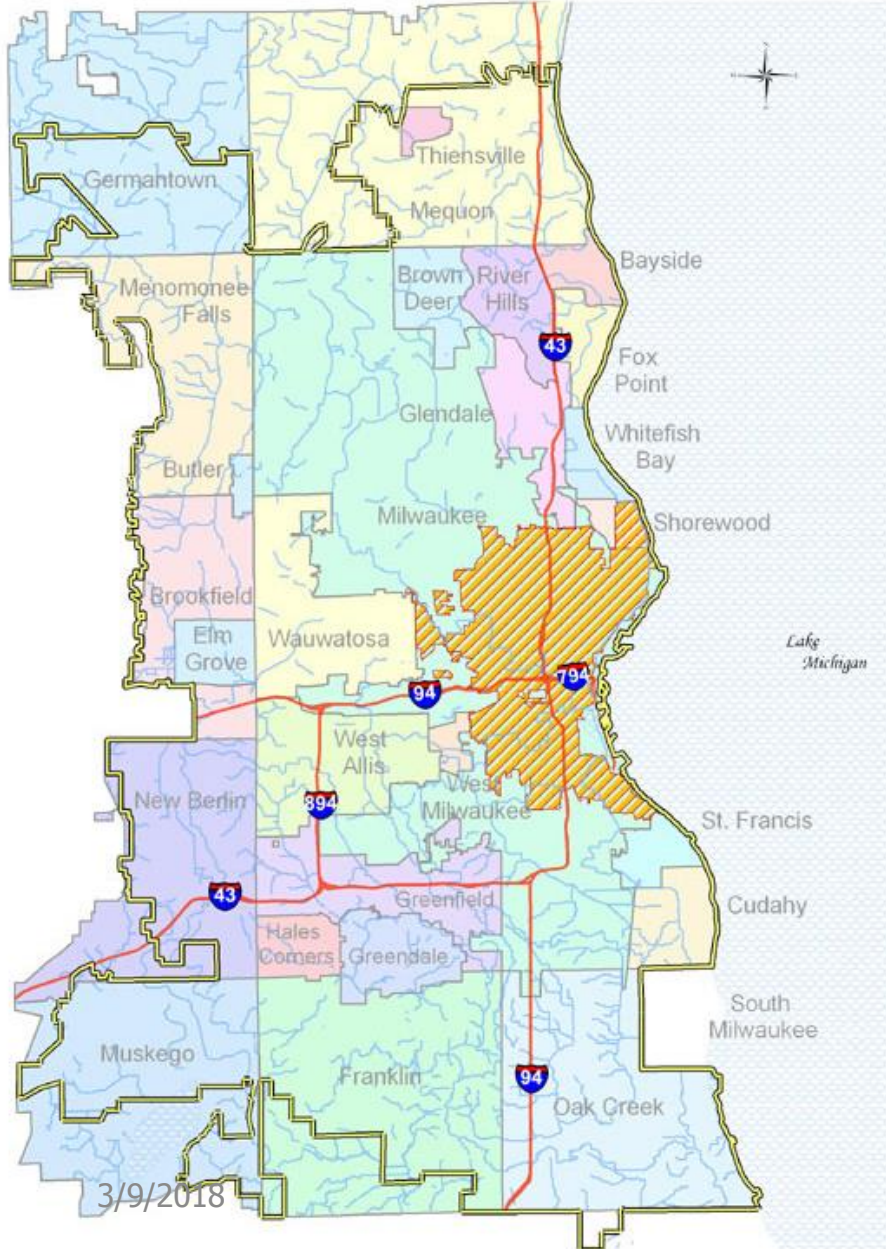 Thiensville
Germantown
Mequon
Bayside
Brown
Deer
River
Hills
Menomonee
Falls
43
Fox
Point
Glendale
Whitefish
Bay
Butler
Milwaukee
Shorewood
Brookfield
Elm
Grove
Wauwatosa
Lake
Michigan
794
94
West
Allis
West
Milwaukee
New Berlin
894
St. Francis
43
Greenfield
Cudahy
Hales
Corners
Greendale
South
Milwaukee
Muskego
Franklin
94
Oak Creek
3/9/2018